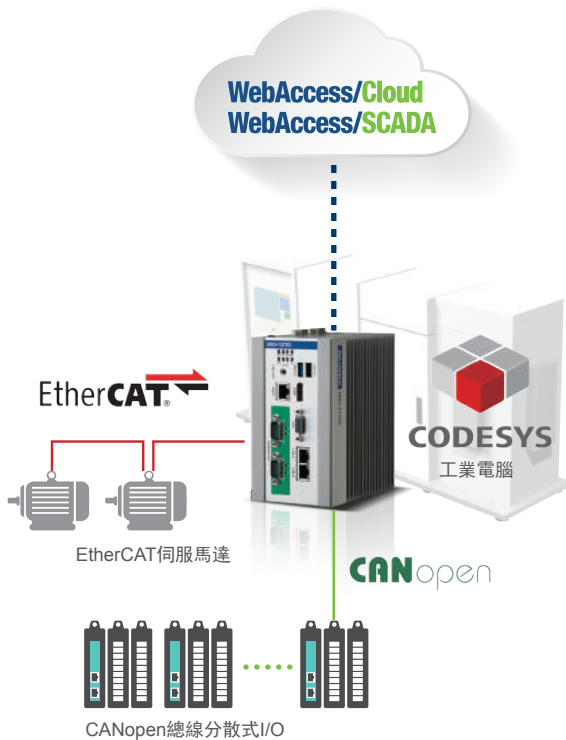 WebAccess/Cloud
WebAccess/SCADA
EtherCAT®
CODESYS
工業電腦
EtherCAT伺服馬達
CANopen
CANopen總線分散式I/O